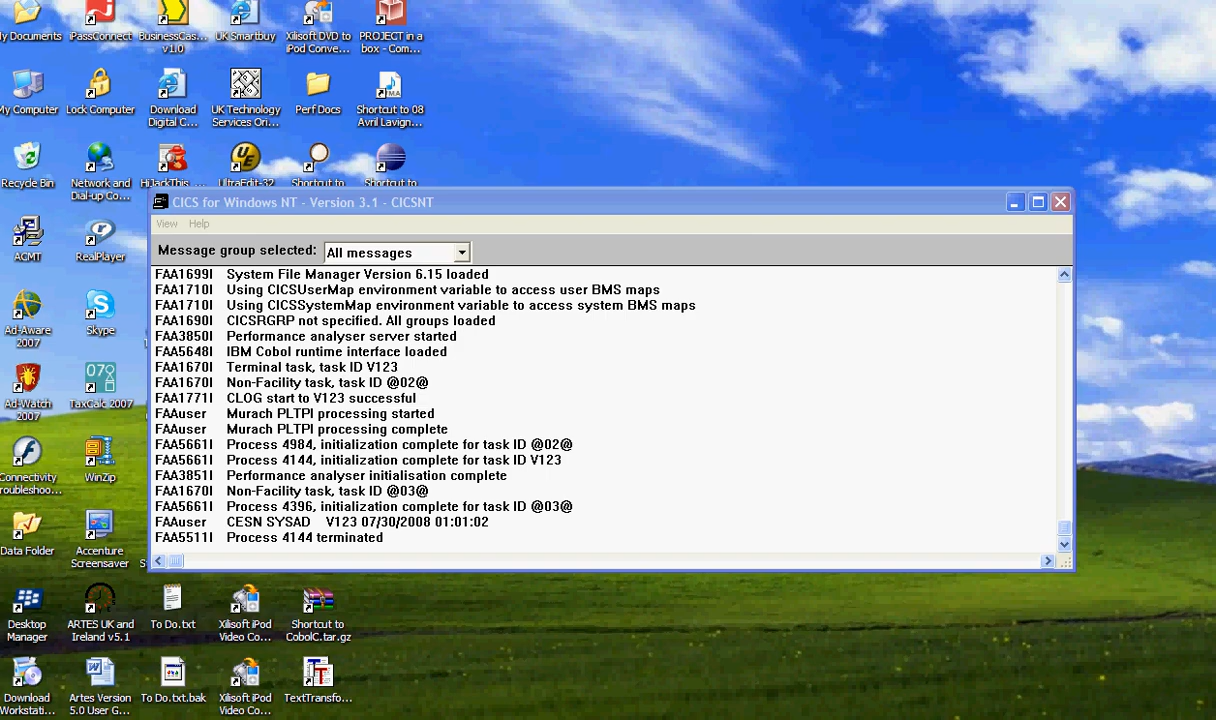 My Documents
iPassConnect
BusinessCas...
v1.0
UK Smartbuy
Xilisoft DVD to
iPod Conve...
PROJECT in a
box - Com...
My Computer
Lock Computer
Download
Digital C...
UK Technology
Services Ori...
Perf Docs
Shortcut to 08
Avril Lavign...
Recycle Bin
Network and
Dial-up Co...
HiJackThis...
UltraEdit-32
Shortcut to
Shortcut to
ACMT
RealPlayer
Ad-Aware
2007
Skype
Ad-Watch
2007
TaxCalc 2007
Connectivity
Troubleshoo...
WinZip
Data Folder
Accenture
Screensaver
CICS for Windows NT - Version 3.1 - CICSNT
View Help
Message group selected: All messages
FAA1699I System File Manager Version 6.15 loaded
FAA1710I Using CICSUserMap environment variable to access user BMS maps
FAA1710I Using CICSSystemMap environment variable to access system BMS maps
FAA1690I CICSRGRP not specified. All groups loaded
FAA3850I Performance analyser server started
FAA5648I IBM Cobol runtime interface loaded
FAA1670I Terminal task, task ID V123
FAA1670I Non-Facility task, task ID @02@
FAA1771I CLOG start to V123 successful
FAAuser Murach PLTPI processing started
FAAuser Murach PLTPI processing complete
FAA5661I Process 4984, initialization complete for task ID @02@
FAA5661I Process 4144, initialization complete for task ID V123
FAA3851I Performance analyser initialisation complete
FAA1670I Non-Facility task, task ID @03@
FAA5661I Process 4396, initialization complete for task ID @03@
FAAuser CESN SYSAD V123 07/30/2008 01:01:02
FAA5511I Process 4144 terminated
Desktop
Manager
ARTES UK and
Ireland v5.1
To Do.txt
Xilisoft iPod
Video Co...
Shortcut to
CobolC.tar.gz
Download
Workstati...
Artes Version
5.0 User G...
To Do.txt.bak
Xilisoft iPod
Video Co...
TextTransfo...